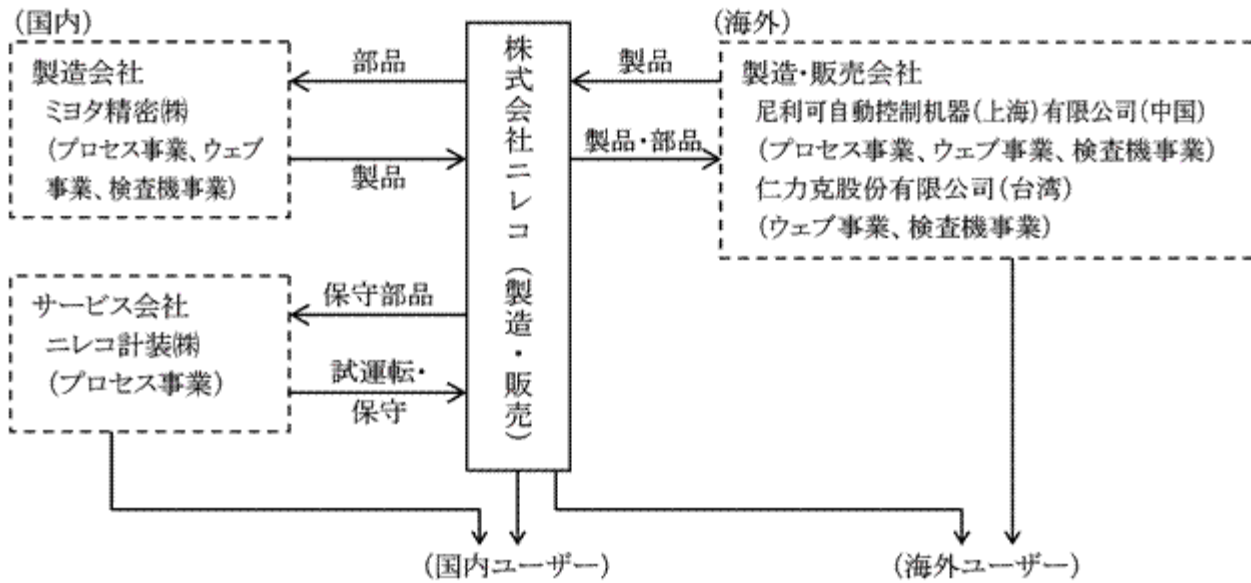 (国内)
製造会社
ミヨタ精密㈱
(プロセス事業、ウェブ
事業、検査機事業)
部品
製品
サービス会社
ニレコ計装㈱
(プロセス事業)
保守部品
試運転・
保守
株式会社ニレコ(製造・販売)
(海外)
製品
製品・部品
製造・販売会社
尼利可自動控制机器(上海)有限公司(中国)
(プロセス事業、ウェブ事業、検査機事業)
仁力克股份有限公司(台湾)
(ウェブ事業、検査機事業)
(国内ユーザー)
(海外ユーザー)